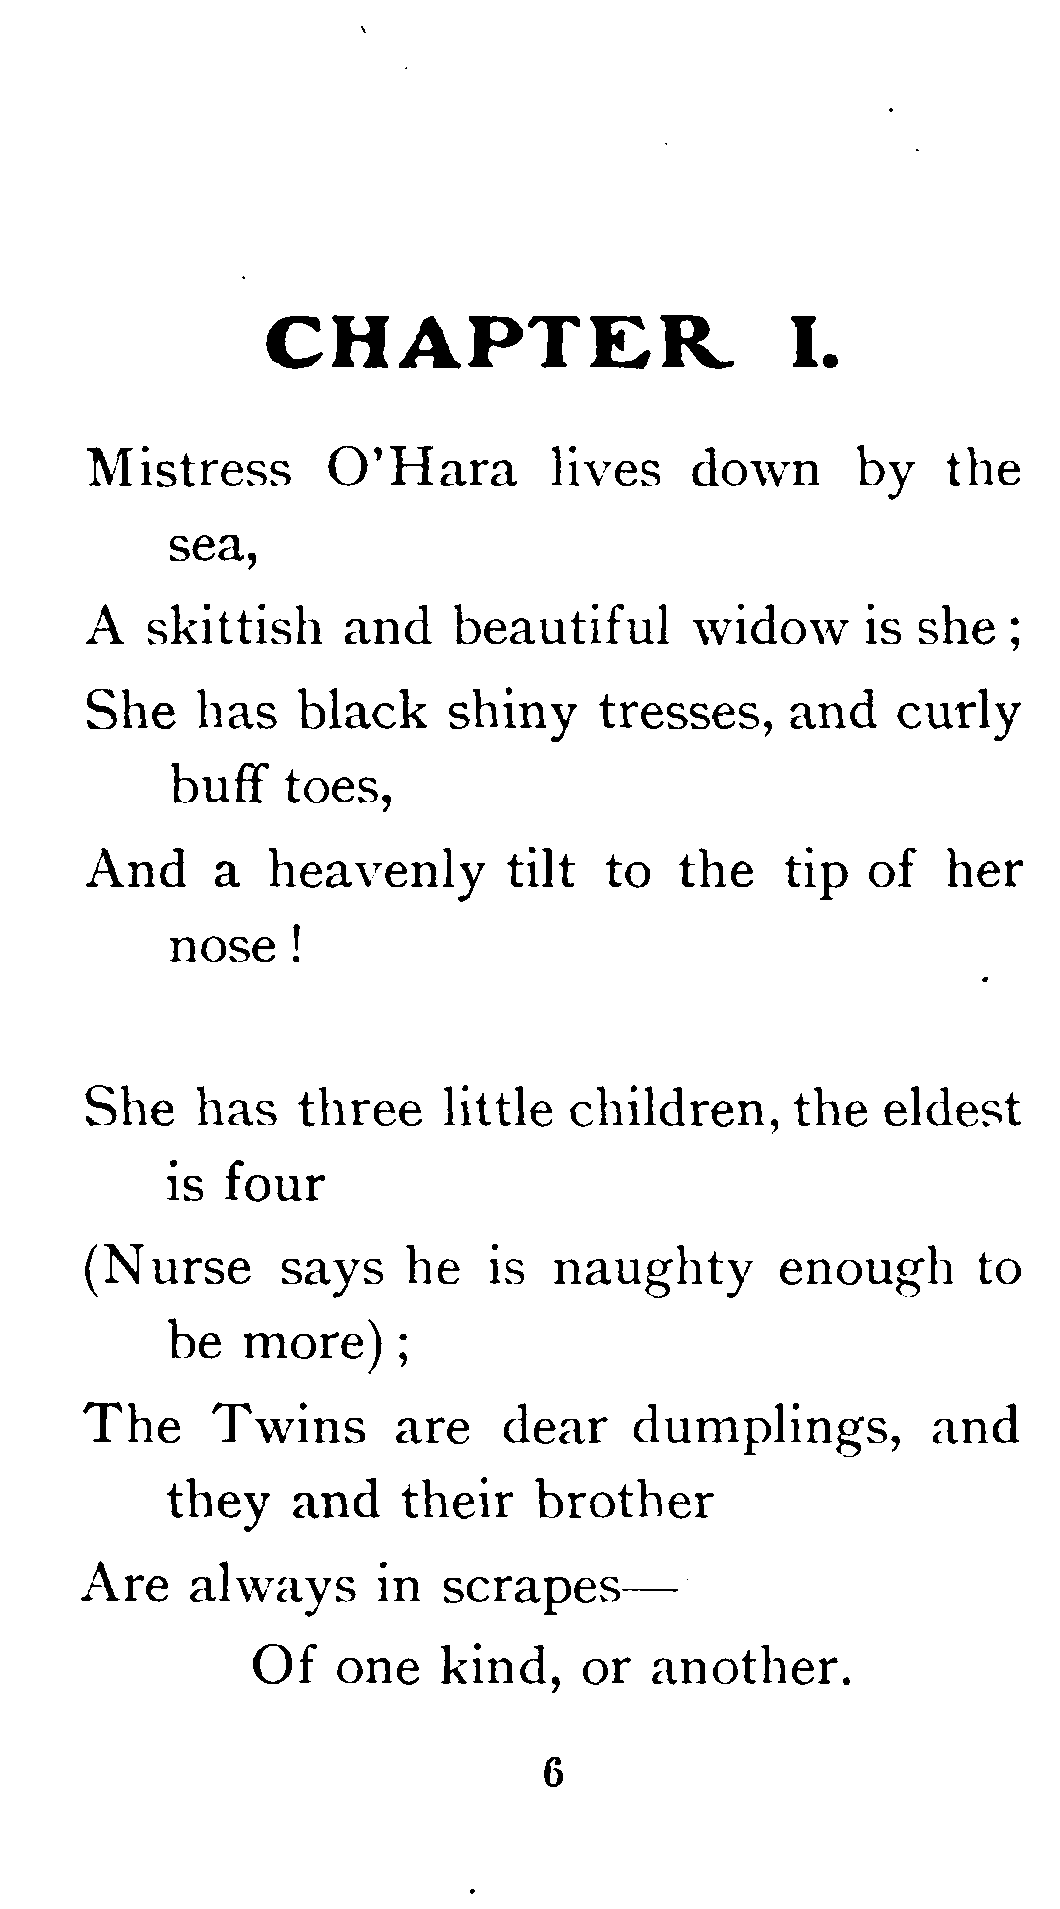 CHAPTER I.
Mistress O'Hara lives down by the
sea,
A skittish and beautiful widow is she ;
She has black shiny tresses, and curly
buff toes,
And a heavenly tilt to the tip of her
nose !
She has three little children, the eldest
is four
(Nurse says he is naughty enough to
be more) ;
The Twins are dear dumplings, and
they and their brother
Are always in scrapes—
Of one kind, or another.
6